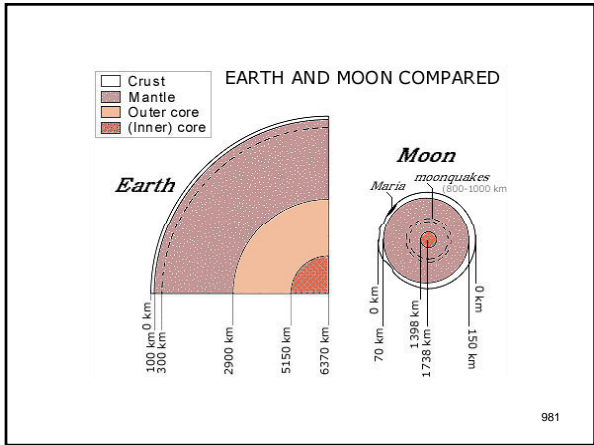 EARTH AND MOON COMPARED
Crust
Mantle
Outer core
(Inner) core
Earth
Moon
moonquakes
(800-1000 km
Maria
0 km
100 km
300 km
2900 km
5150 km
6370 km
0 km
70 km
1398 km
1738 km
150 km
0 km
981